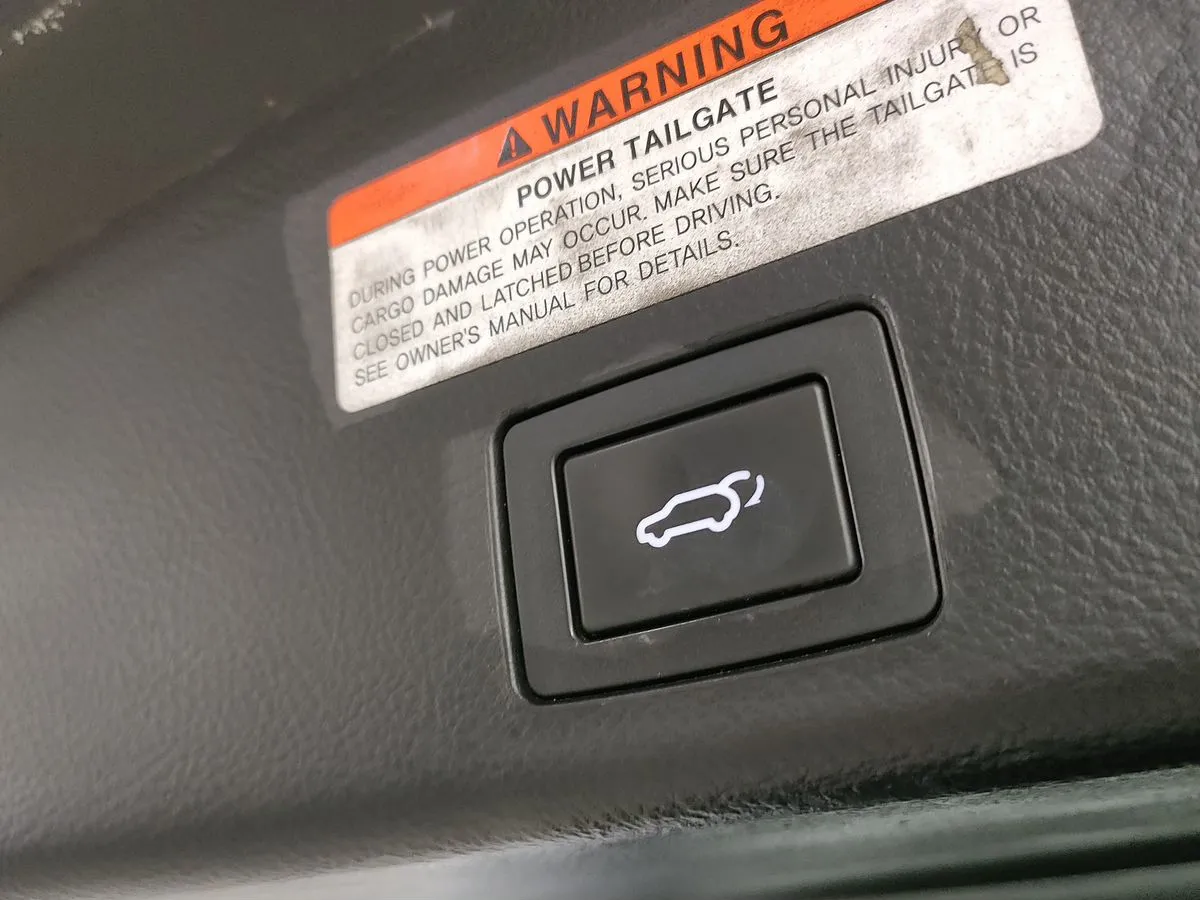 WARNING
POWER TAILGATE
DURING POWER OPERATION, SERIOUS PERSONAL INJURY OR
CARGO DAMAGE MAY OCCUR. MAKE SURE THE TAILGATE IS
CLOSED AND LATCHED BEFORE DRIVING.
SEE OWNER'S MANUAL FOR DETAILS.